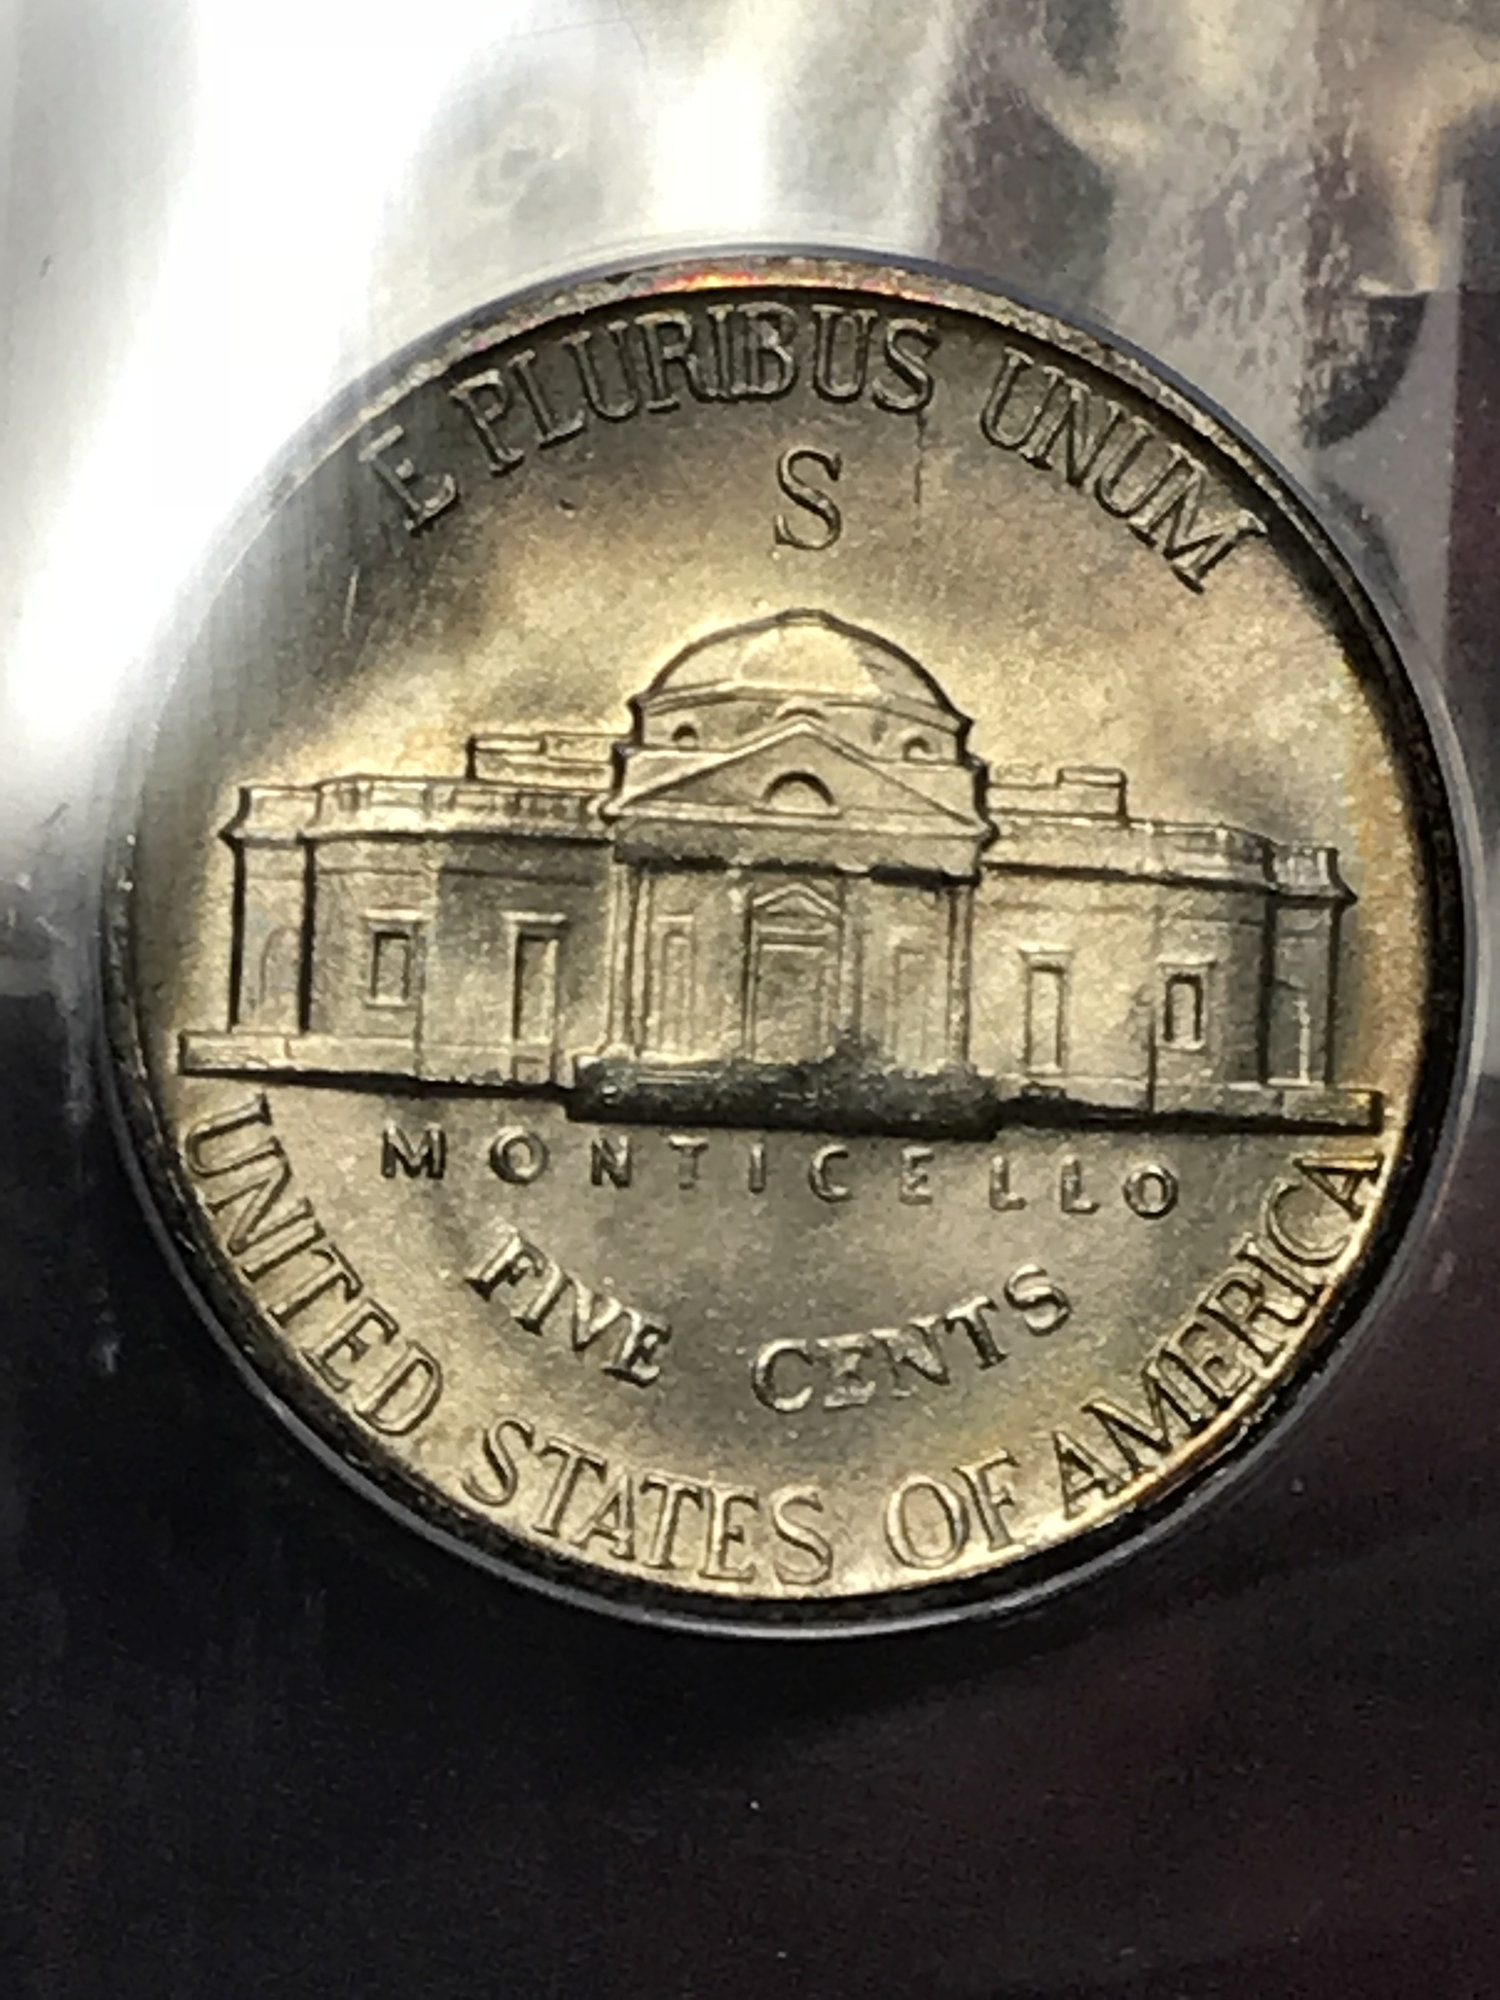 E PLURIBUS UNUM
S
MONTICELLO
FIVE CENTS
UNITED STATES OF AMERICA